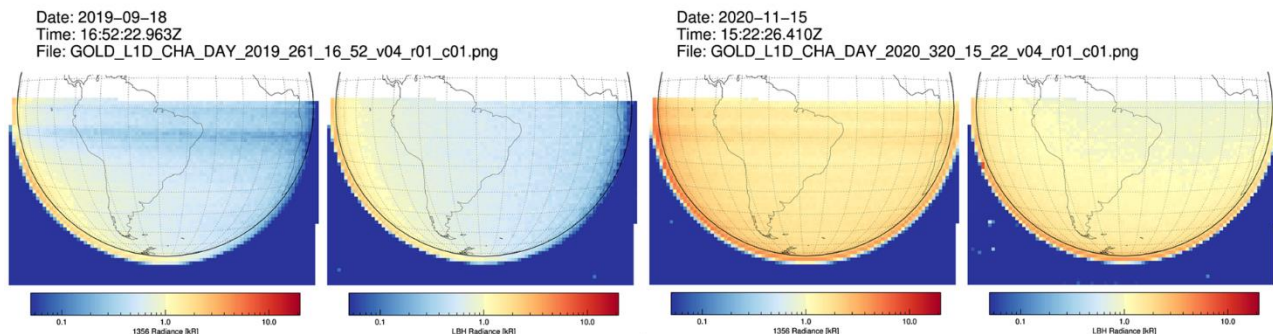 Date: 2019-09-18
Time: 16:52:22.963Z
File: GOLD_L1D_CHA_DAY_2019_261_16_52_v04_r01_c01.png
Date: 2020-11-15
Time: 15:22:26.410Z
File: GOLD_L1D_CHA_DAY_2020_320_15_22_v04_r01_c01.png
0.1 1.0 10.0
1356 Radiance [kR]
0.1 1.0 10.0
LBH Radiance [kR]
0.1 1.0 10.0
1356 Radiance [kR]
0.1 1.0 10.0
LBH Radiance [kR]